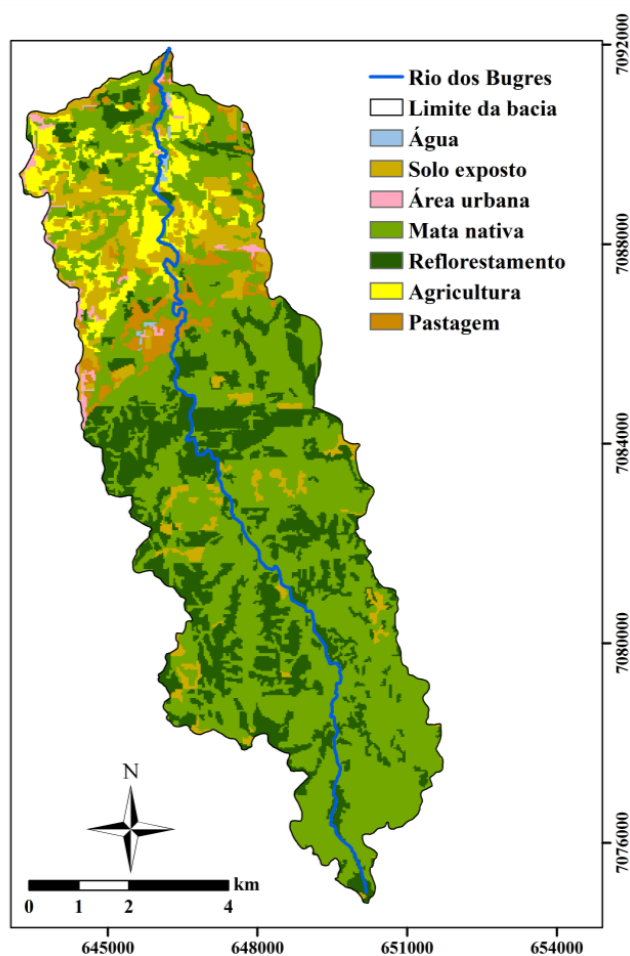 Rio dos Bugres
Limite da bacia
Água
Solo exposto
Área urbana
Mata nativa
Reflorestamento
Agricultura
Pastagem
7092000
7088000
7084000
7080000
7076000
N
km
0 1 2 4
645000 648000 651000 654000